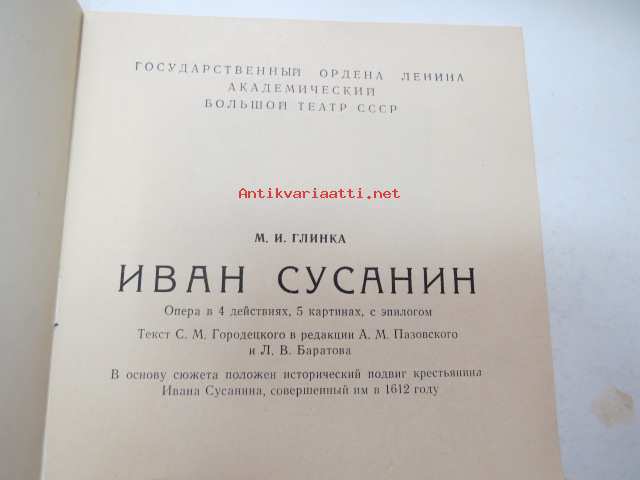 ГОСУДАРСТВЕННЫЙ ОРДЕНА ЛЕНИНА
АКАДЕМИЧЕСКИЙ
БОЛЬШОЙ ТЕАТР СССР
Antikvariaatti.net
М. И. ГЛИНКА
ИВАН СУСАНИН
Опера в 4 действиях, 5 картинах, с эпилогом
Текст С. М. Городецкого в редакции А. М. Пазовского
и Л. В. Баратова
В основу сюжета положен исторический подвиг крестьянина
Ивана Сусанина, совершенный им в 1612 году